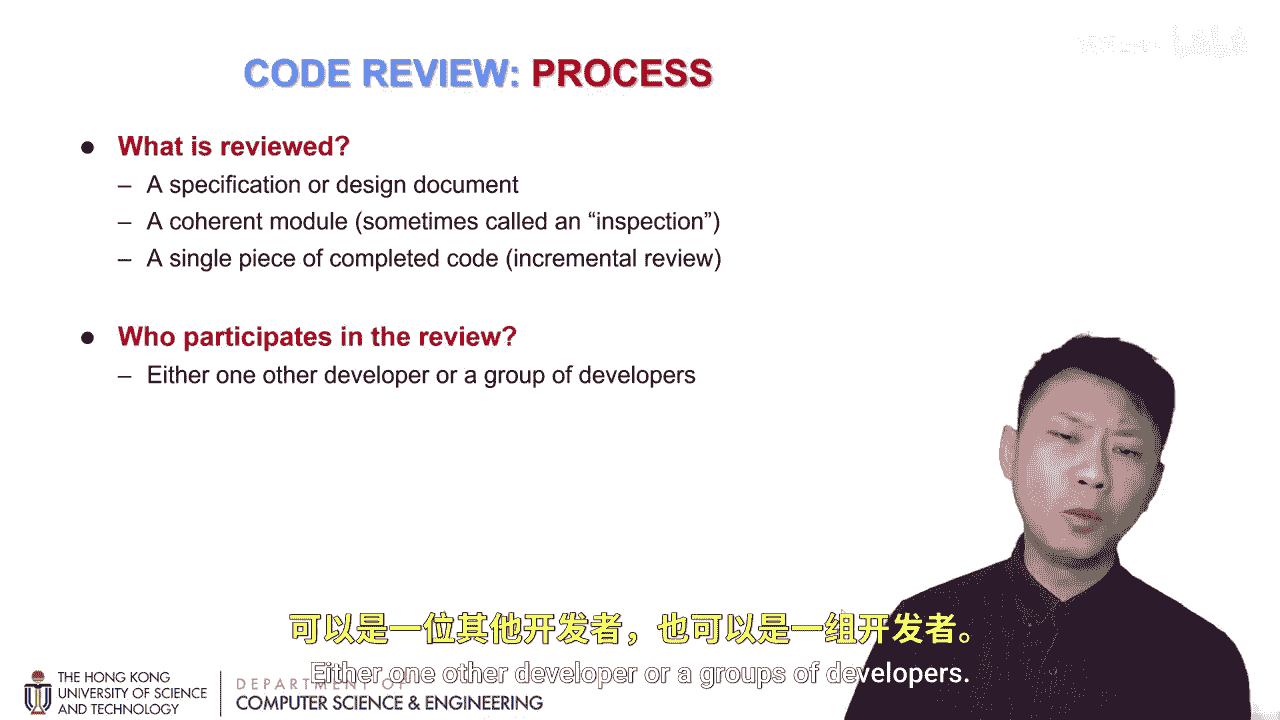 CODE REVIEW: PROCESS
● What is reviewed?
– A specification or design document
– A coherent module (sometimes called an “inspection”)
– A single piece of completed code (incremental review)
● Who participates in the review?
– Either one other developer or a group of developers
可以是一位其他开发者，也可以是一组开发者。
Either one other developer or a groups of developers.
THE HONG KONG
UNIVERSITY OF SCIENCE
AND TECHNOLOGY
DEPARTMENT OF
COMPUTER SCIENCE & ENGINEERING